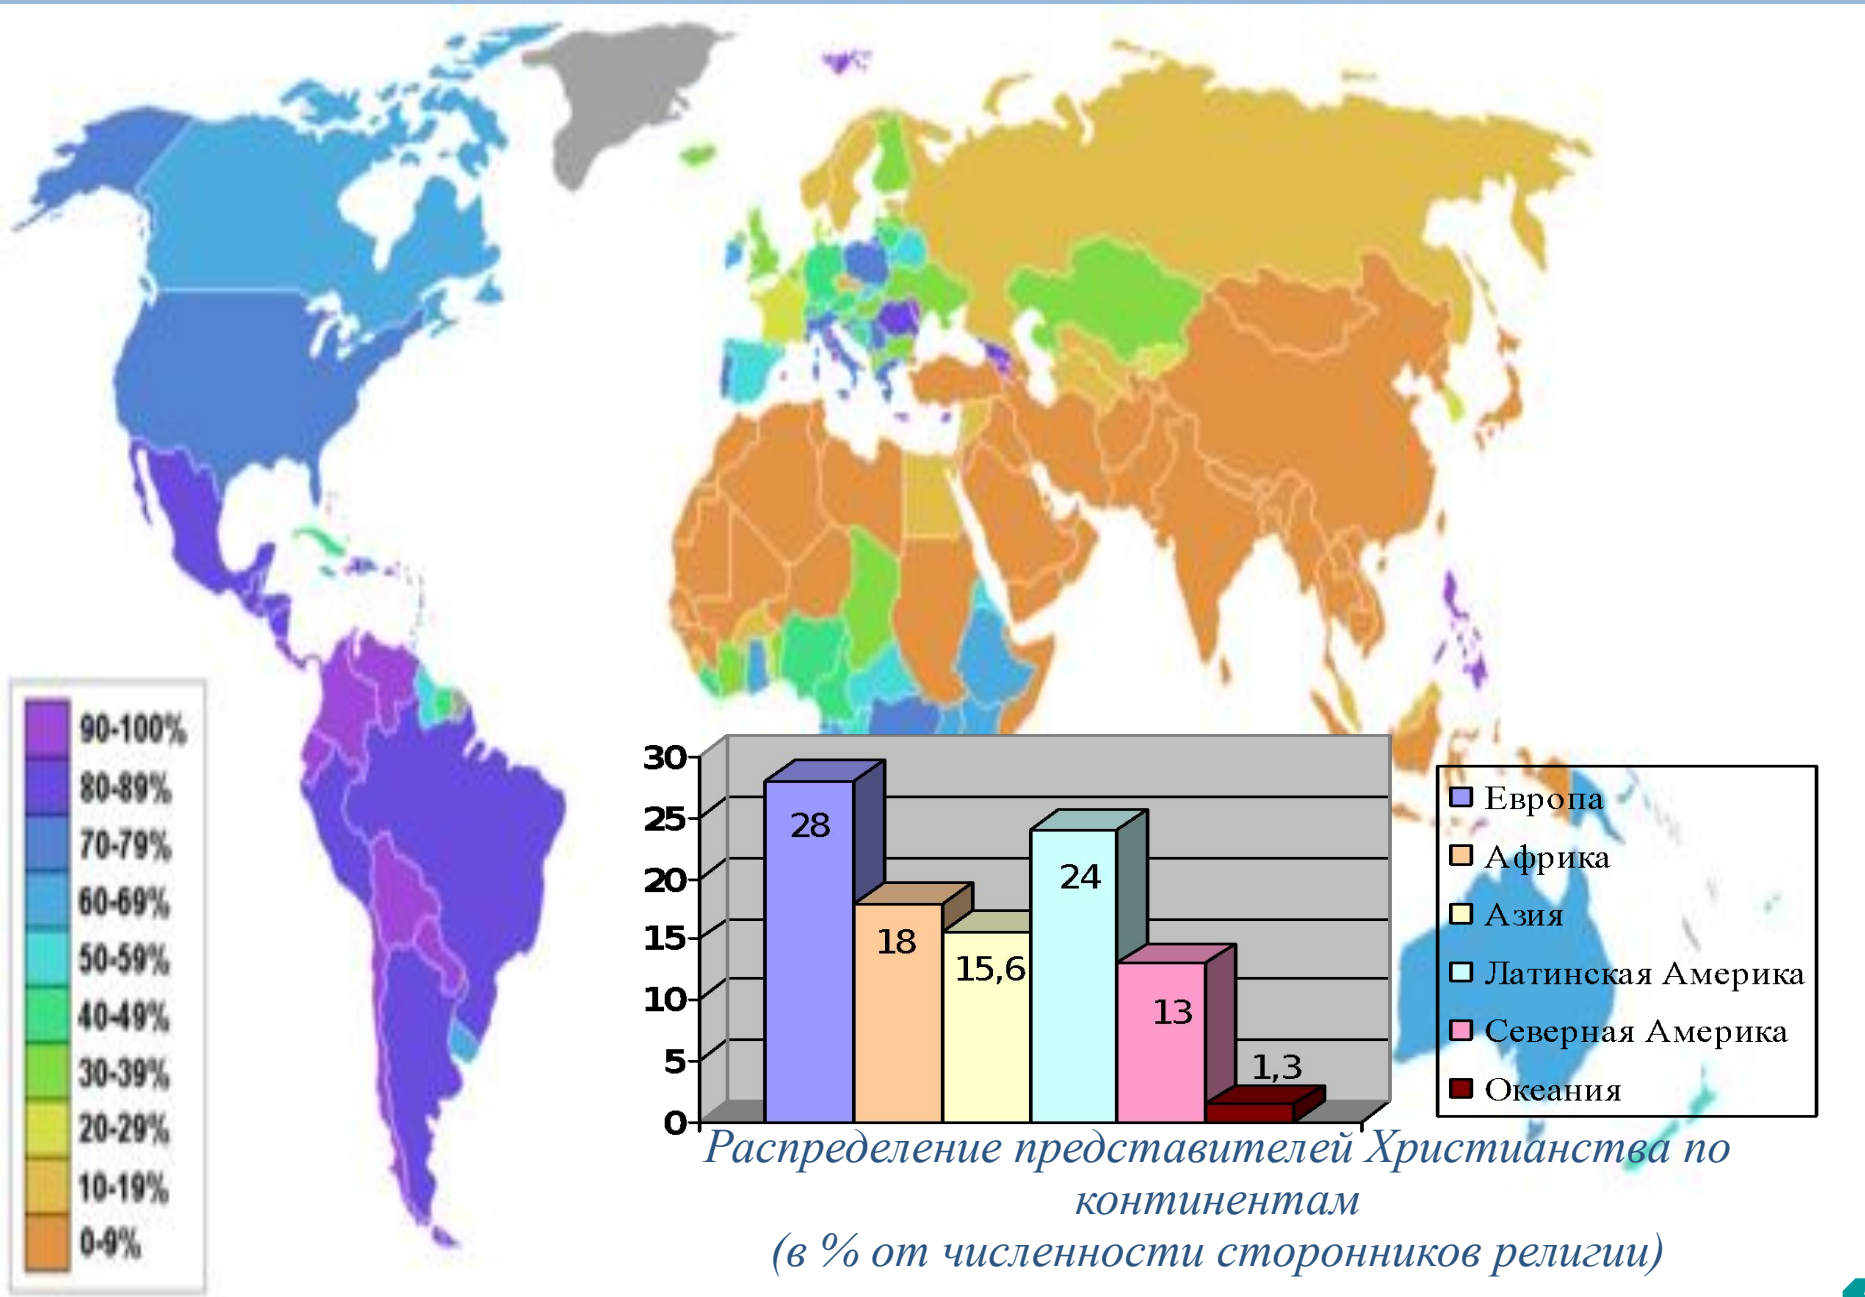 90-100%
80-89%
70-79%
60-69%
50-59%
40-49%
30-39%
20-29%
10-19%
0-9%
30
25
20
15
10
5
0
28
18
15,6
24
13
1,3
Европа
Африка
Азия
Латинская Америка
Северная Америка
Океания
Распределение представителей Христианства по
континентам
(в % от численности сторонников религии)